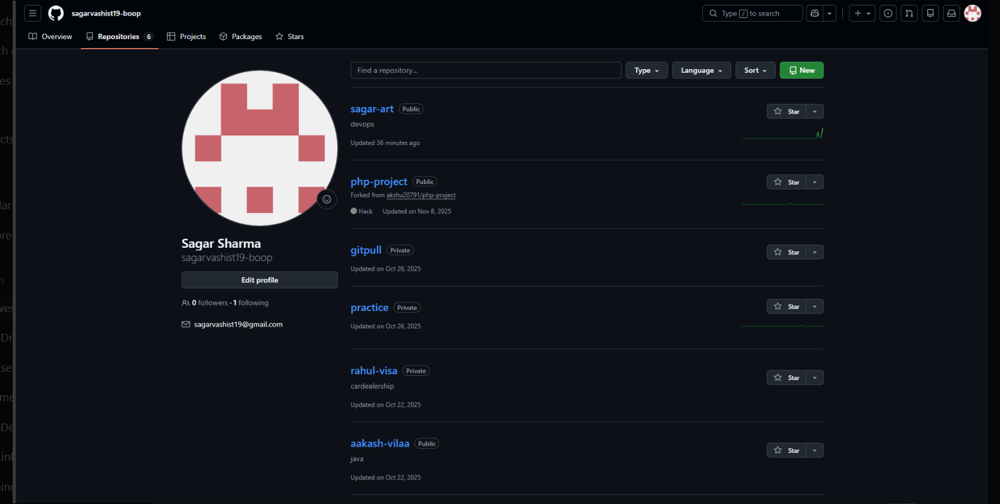 sagarvashist19-boop
Type / to search
Overview
Repositories 6
Projects
Packages
Stars
Find a repository...
Type
Language
Sort
New
sagar-art Public
Star
devops
Updated 36 minutes ago
php-project Public
Star
Forked from akshu20791/php-project
Hack Updated on Nov 8, 2025
gitpull Private
Star
Updated on Oct 26, 2025
practice Private
Star
Updated on Oct 26, 2025
rahul-visa Private
Star
cardealership
Updated on Oct 22, 2025
aakash-vilaa Public
Star
java
Updated on Oct 22, 2025
Sagar Sharma
sagarvashist19-boop
Edit profile
0 followers · 1 following
sagarvashist19@gmail.com